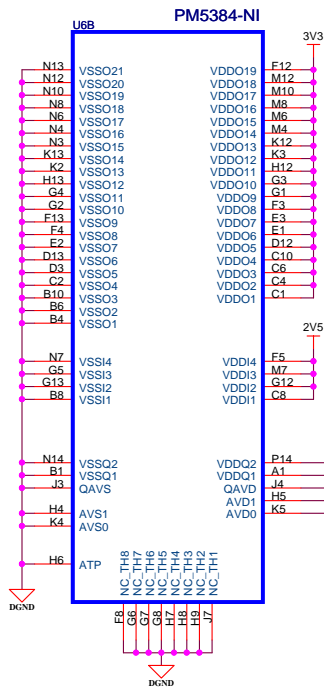 PM5384-NI
U6B
3V3
N13 VSSO21 VDDO19 F12
N12 VSSO20 VDDO18 M12
N10 VSSO19 VDDO17 M10
N8 VSSO18 VDDO16 M8
N6 VSSO17 VDDO15 M6
N4 VSSO16 VDDO14 M4
N3 VSSO15 VDDO13 K12
K13 VSSO14 VDDO12 K3
K2 VSSO13 VDDO11 H12
H13 VSSO12 VDDO10 G3
G4 VSSO11 VDDO9 G1
G2 VSSO10 VDDO8 F3
F13 VSSO9 VDDO7 E3
F4 VSSO8 VDDO6 E1
E2 VSSO7 VDDO5 D12
D13 VSSO6 VDDO4 C10
D3 VSSO5 VDDO3 C6
C2 VSSO4 VDDO2 C4
B10 VSSO3 VDDO1 C1
B6 VSSO2
B4 VSSO1
2V5
N7 VSSI4 VDDI4 F5
G5 VSSI3 VDDI3 M7
G13 VSSI2 VDDI2 G12
B8 VSSI1 VDDI1 C8
N14 VSSQ2 VDDQ2 P14
B1 VSSQ1 VDDQ1 A1
J3 QAVS QAVD J4
AVD1 H5
H4 AVS1 AVD0 K5
K4 AVS0
H6 ATP
NC_TH8 NC_TH7 NC_TH6 NC_TH5 NC_TH4 NC_TH3 NC_TH2 NC_TH1
F8 G6 G7 G8 H7 H8 H9 J7
DGND
DGND